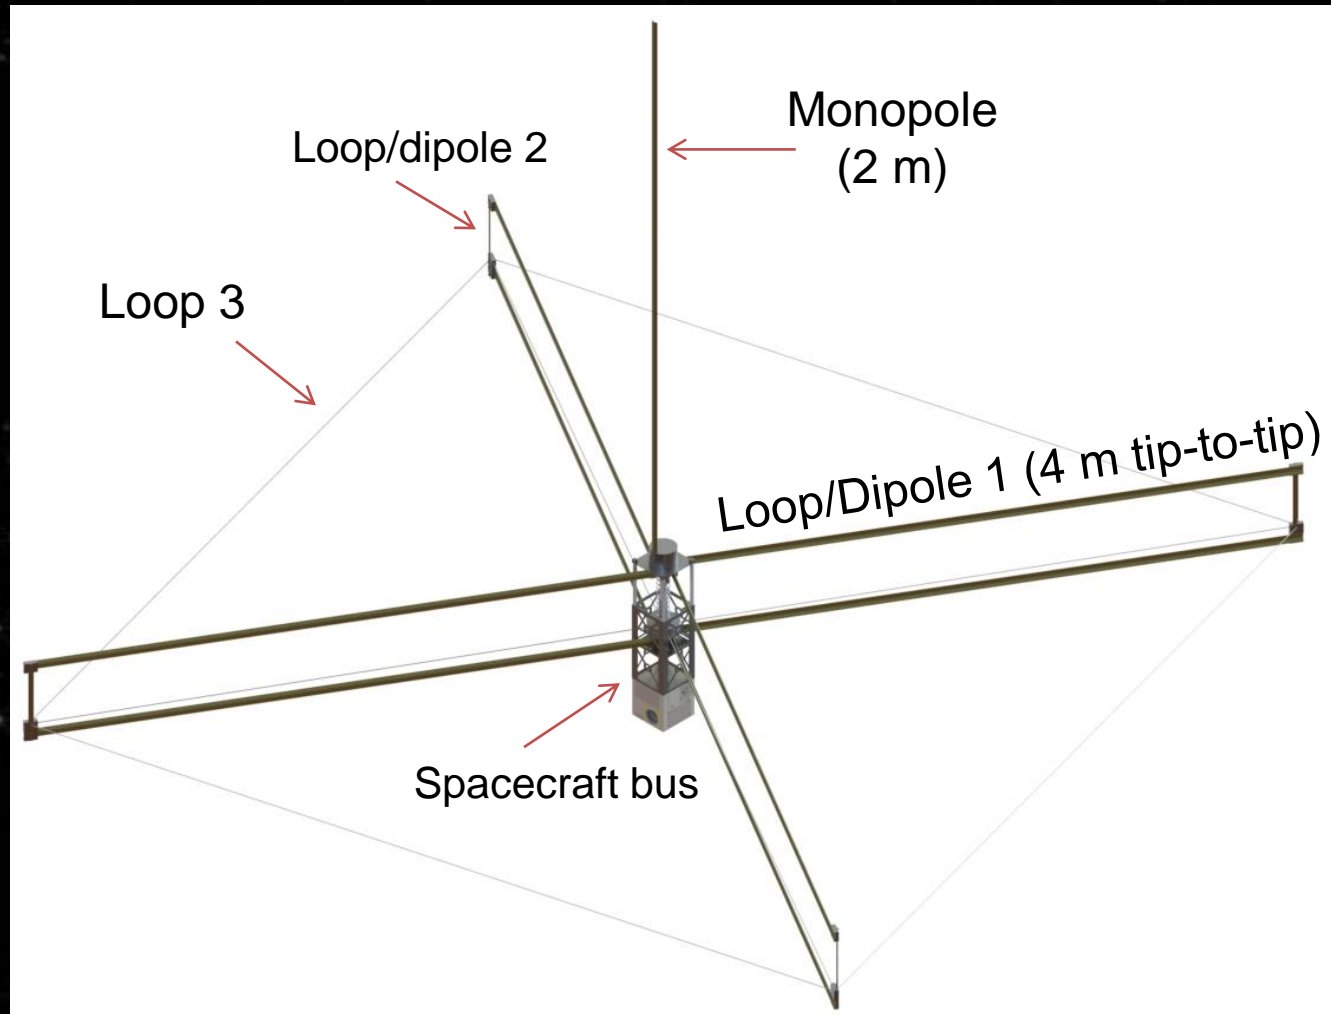 Monopole
(2 m)
Loop/dipole 2
Loop 3
Loop/Dipole 1 (4 m tip-to-tip)
Spacecraft bus